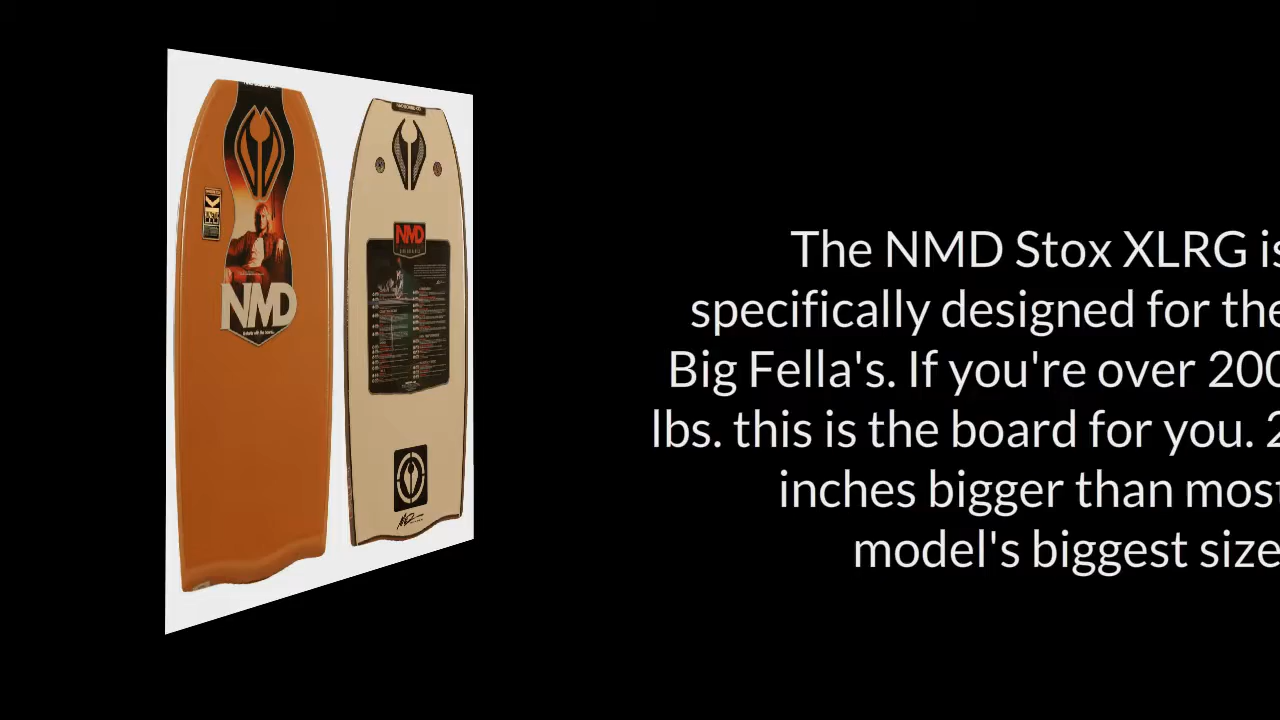 NMD
NMD
The NMD Stox XLRG is
specifically designed for the
Big Fella's. If you're over 200
lbs. this is the board for you. 2
inches bigger than most
model's biggest size